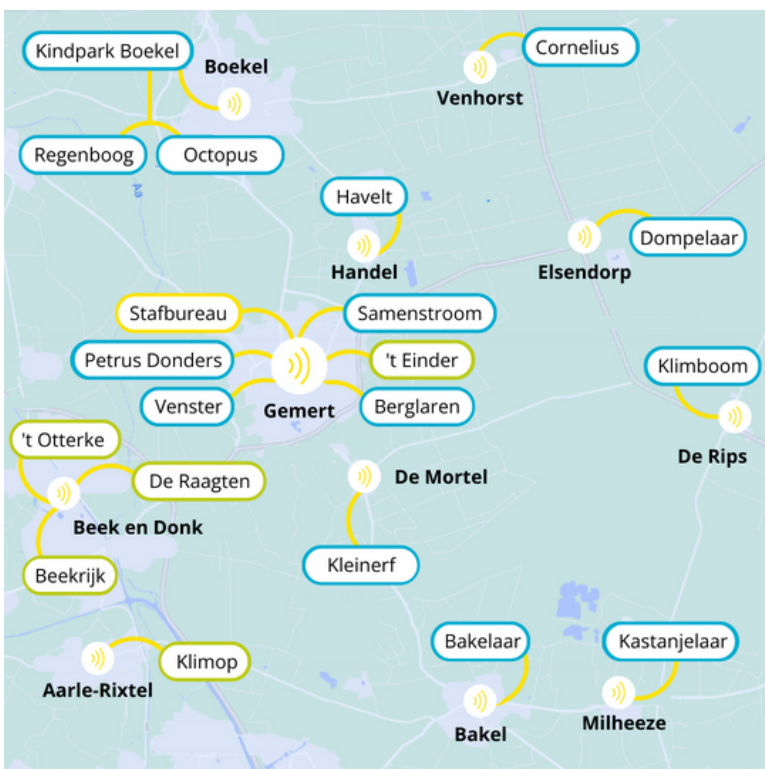 Kindpark Boekel
Boekel
Regenboog
Octopus
Cornelius
Venhorst
A9
Havelt
Handel
Dompelaar
Elsendorp
Stafbureau
Samenstroom
Petrus Donders
't Einder
Venster
Gemert
Berglaren
Klimboom
De Rips
't Otterke
De Raagten
Beek en Donk
Beekrijk
De Mortel
Kleinerf
Klimop
Aarle-Rixtel
Bakelaar
Bakel
Kastanjelaar
Milheeze